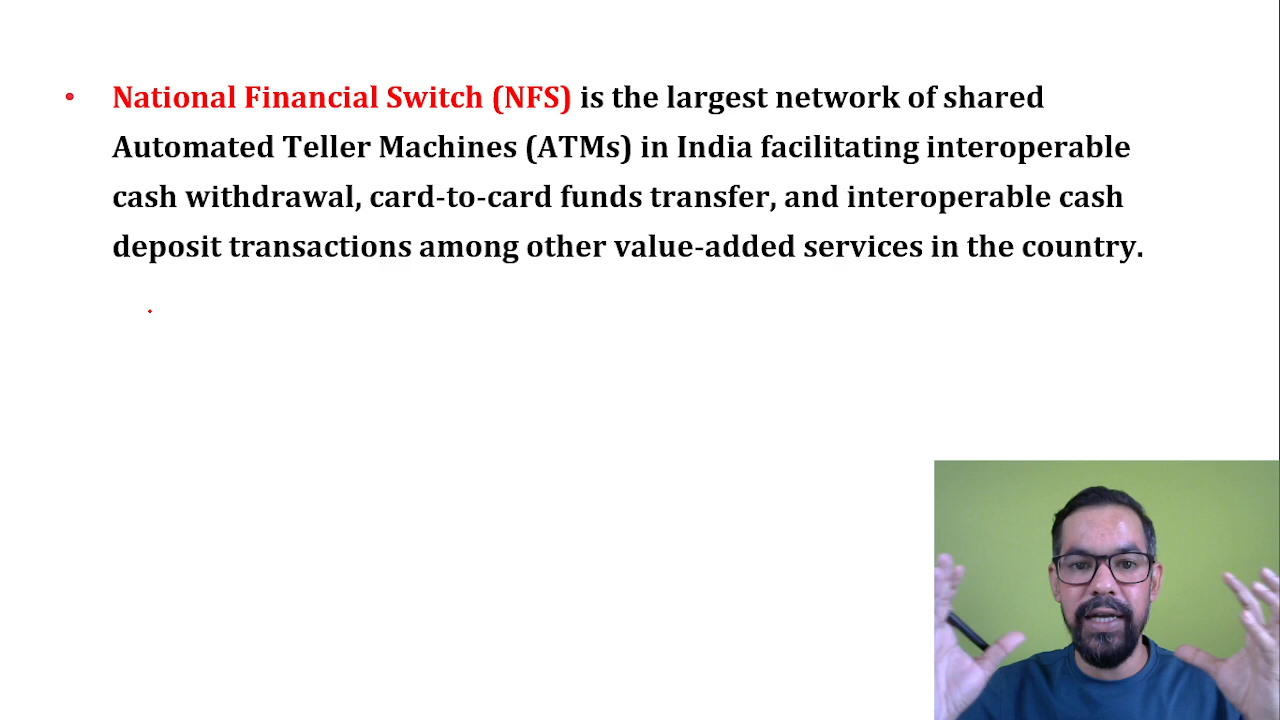 • National Financial Switch (NFS) is the largest network of shared
Automated Teller Machines (ATMs) in India facilitating interoperable
cash withdrawal, card-to-card funds transfer, and interoperable cash
deposit transactions among other value-added services in the country.